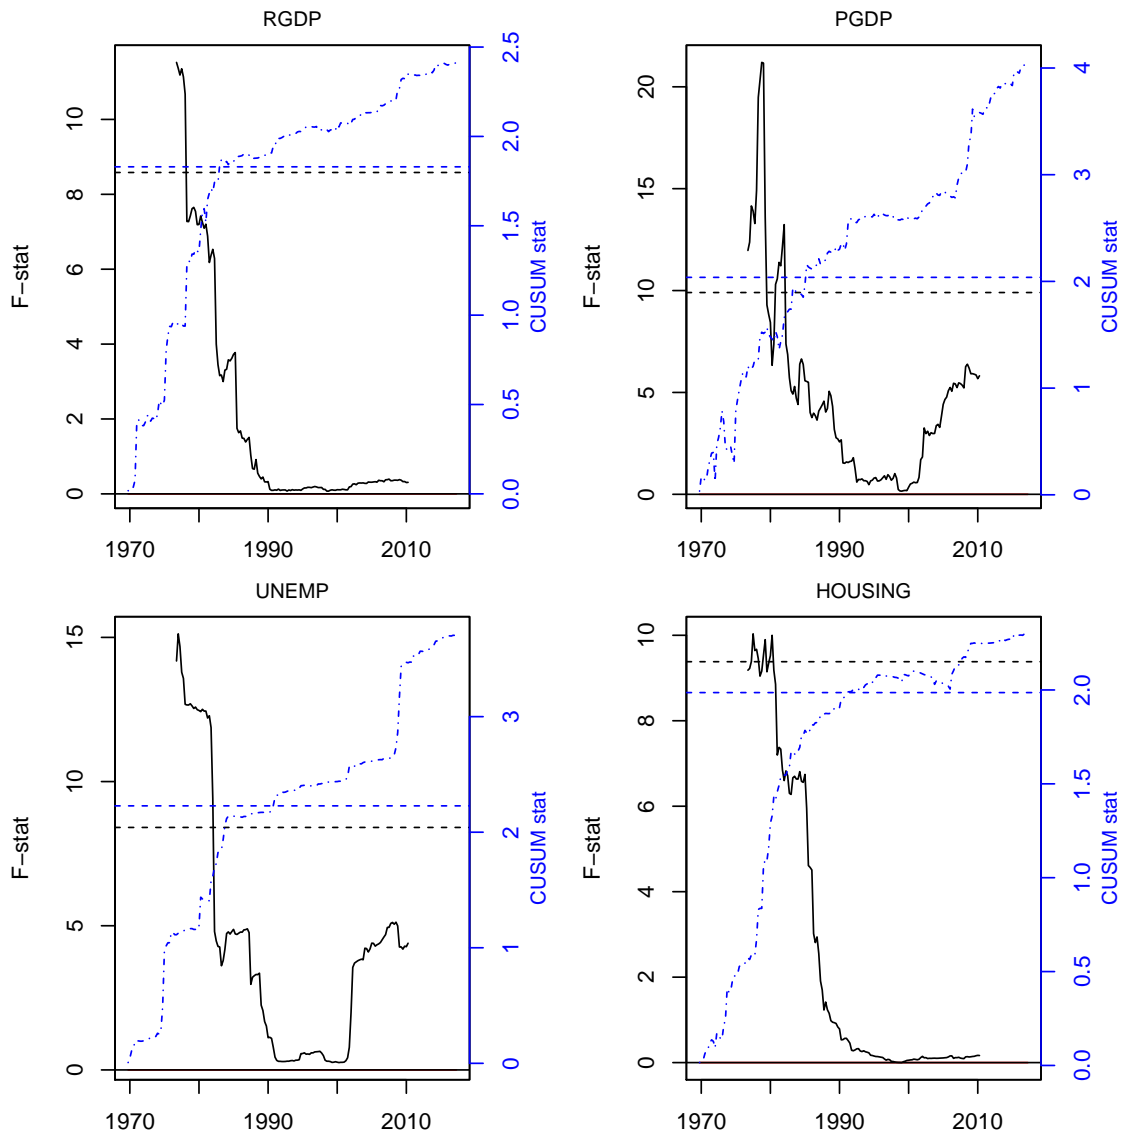 RGDP
F−stat
0 2 4 6 8 10
0.0 0.5 1.0 1.5 2.0 2.5
CUSUM stat
1970 1990 2010
PGDP
F−stat
0 5 10 15 20
0 1 2 3 4
CUSUM stat
1970 1990 2010
UNEMP
F−stat
0 5 10 15
0 1 2 3
CUSUM stat
1970 1990 2010
HOUSING
F−stat
0 2 4 6 8 10
0.0 0.5 1.0 1.5 2.0
CUSUM stat
1970 1990 2010